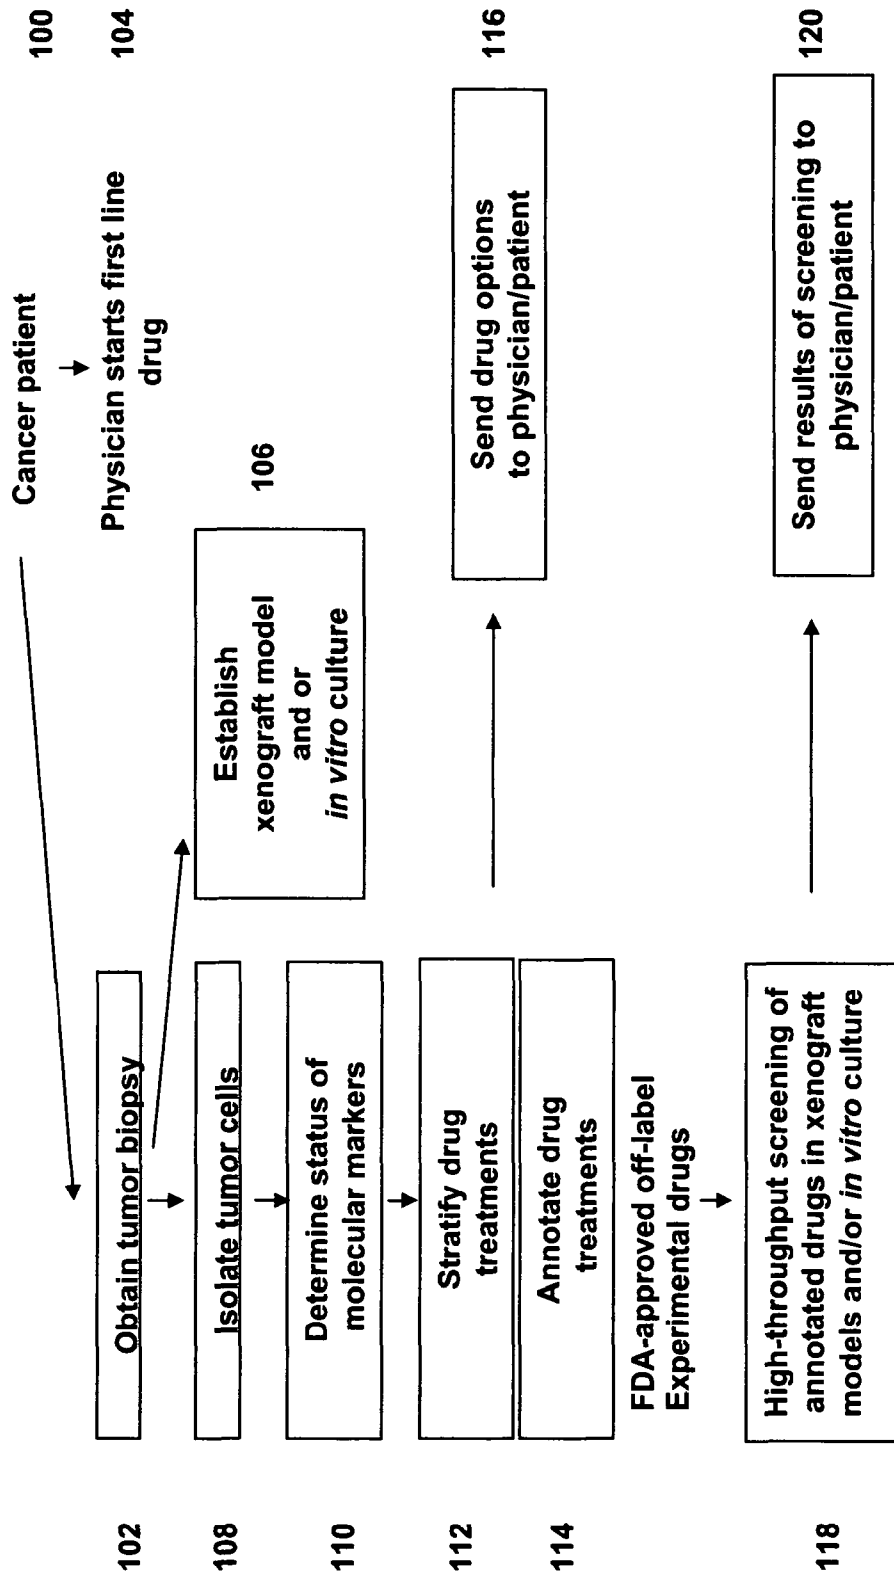 Cancer patient
100
Physician starts first line
drug
104
102
Obtain tumor biopsy
Establish
xenograft model
and or
in vitro culture
106
108
Isolate tumor cells
110
Determine status of
molecular markers
112
Stratify drug
treatments
Send drug options
to physician/patient
116
114
Annotate drug
treatments
FDA-approved off-label
Experimental drugs
118
High-throughput screening of
annotated drugs in xenograft
models and/or in vitro culture
Send results of screening to
physician/patient
120